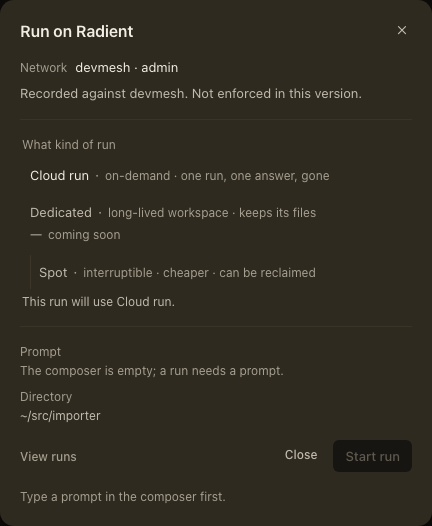 Run on Radient
Network devmesh · admin
Recorded against devmesh. Not enforced in this version.
What kind of run
Cloud run · on-demand · one run, one answer, gone
Dedicated · long-lived workspace · keeps its files
— coming soon
Spot · interruptible · cheaper · can be reclaimed
This run will use Cloud run.
Prompt
The composer is empty; a run needs a prompt.
Directory
~/src/importer
View runs Close Start run
Type a prompt in the composer first.